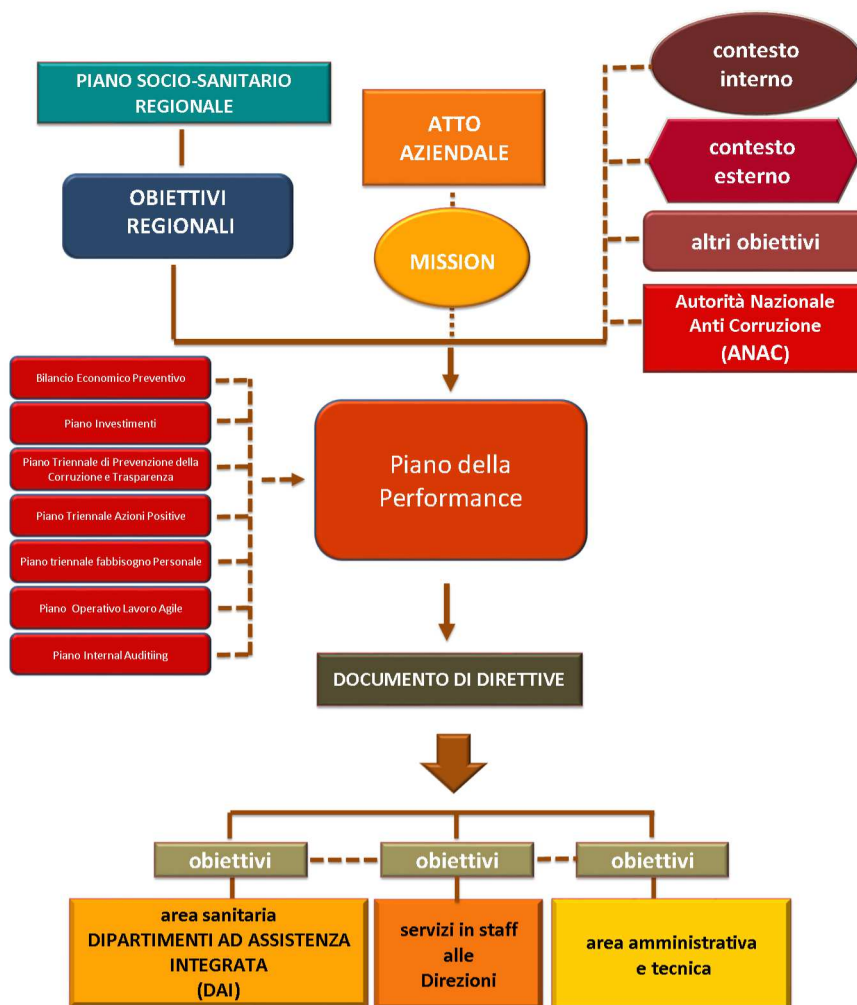 PIANO SOCIO-SANITARIO
REGIONALE
OBIETTIVI
REGIONALI
ATTO
AZIENDALE
MISSION
contesto
interno
contesto
esterno
altri obiettivi
Autorità Nazionale
Anti Corruzione
(ANAC)
Bilancio Economico Preventivo
Piano Investimenti
Piano Triennale di Prevenzione della
Corruzione e Trasparenza
Piano Triennale Azioni Positive
Piano triennale fabbisogno Personale
Piano Operativo Lavoro Agile
Piano Internal Auditiing
Piano della
Performance
DOCUMENTO DI DIRETTIVE
obiettivi
obiettivi
obiettivi
area sanitaria
DIPARTIMENTI AD ASSISTENZA
INTEGRATA
(DAI)
servizi in staff
alle
Direzioni
area amministrativa
e tecnica